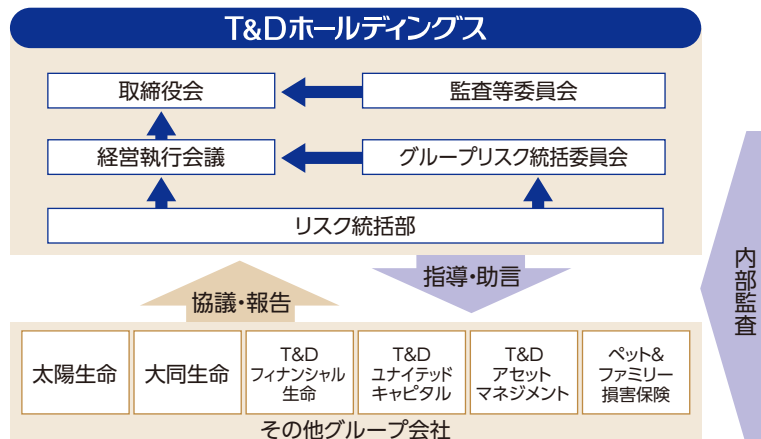 T&Dホールディングス
取締役会
監査等委員会
経営執行会議
グループリスク統括委員会
リスク統括部
協議・報告
指導・助言
内部監査
太陽生命
大同生命
T&D
フィナンシャル
生命
T&D
ユナイテッド
キャピタル
T&D
アセット
マネジメント
ペット&
ファミリー
損害保険
その他グループ会社